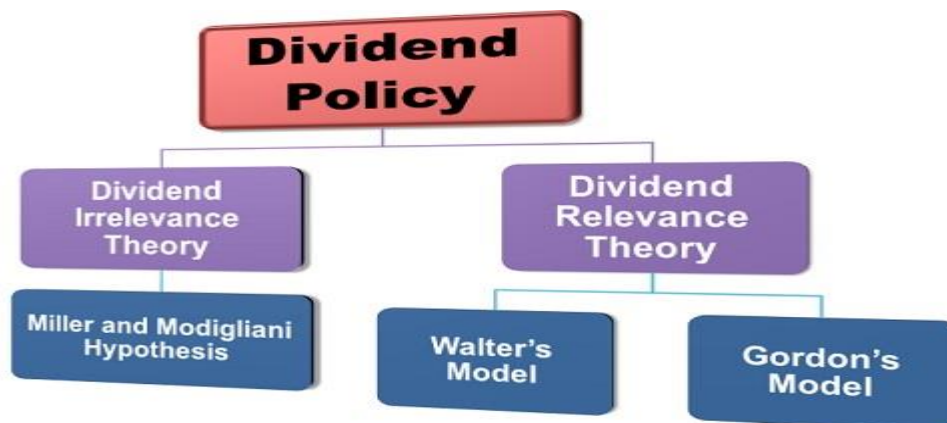 Dividend
Policy
Dividend
Irrelevance
Theory
Dividend
Relevance
Theory
Miller and Modigliani
Hypothesis
Walter's
Model
Gordon's
Model